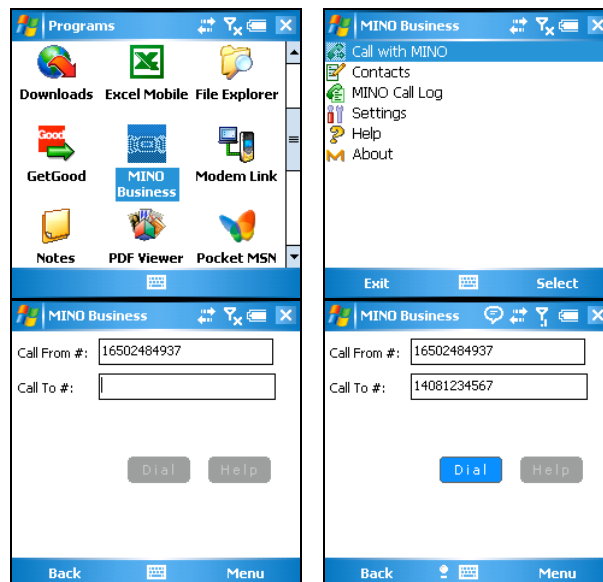 Programs
Downloads Excel Mobile File Explorer
Good
GetGood MINO Business Modem Link
Notes PDF Viewer Pocket MSN
MINO Business
Call with MINO
Contacts
MINO Call Log
Settings
Help
About
Exit Select
MINO Business
Call From #: 16502484937
Call To #:
Dial Help
Back Menu
MINO Business
Call From #: 16502484937
Call To #: 14081234567
Dial Help
Back Menu